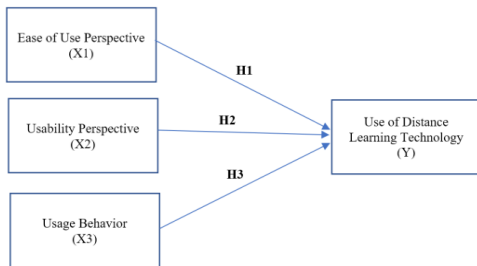 Ease of Use Perspective
(X1)
H1
Usability Perspective
(X2)
H2
Use of Distance
Learning Technology
(Y)
H3
Usage Behavior
(X3)